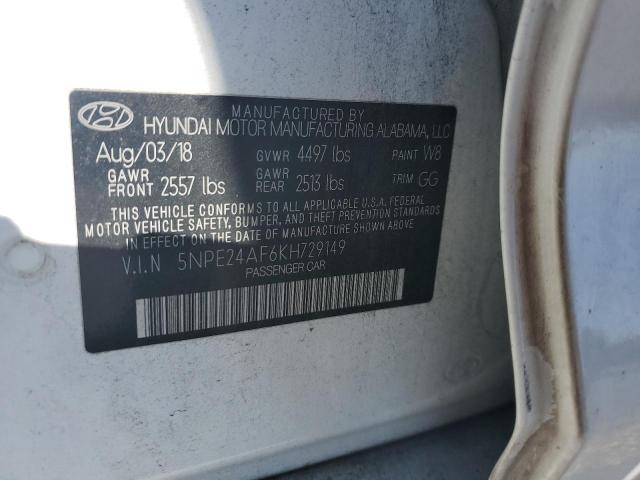 MANUFACTURED BY
HYUNDAI MOTOR MANUFACTURING ALABAMA, LLC
Aug/03/18 GVWR 4497 lbs PAINT W8
GAWR FRONT 2557 lbs GAWR REAR 2513 lbs TRIM GG
THIS VEHICLE CONFORMS TO ALL APPLICABLE U.S.A. FEDERAL
MOTOR VEHICLE SAFETY, BUMPER, AND THEFT PREVENTION STANDARDS
IN EFFECT ON THE DATE OF MANUFACTURE SHOWN ABOVE.
V.I.N 5NPE24AF6KH729149
PASSENGER CAR